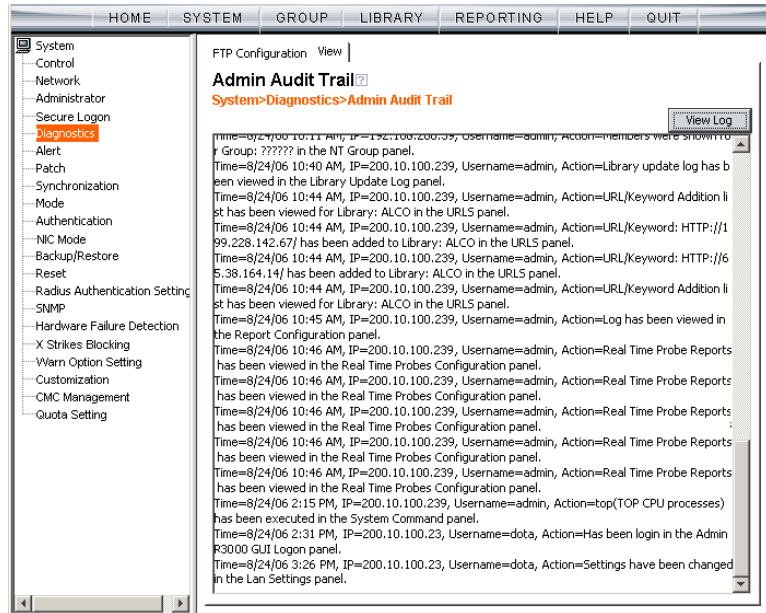 HOME SYSTEM GROUP LIBRARY REPORTING HELP QUIT
System
Control
Network
Administrator
Secure Logon
Diagnostics
Alert
Patch
Synchronization
Mode
Authentication
NIC Mode
Backup/Restore
Reset
Radius Authentication Setting
SNMP
Hardware Failure Detection
X Strikes Blocking
Warn Option Setting
Customization
CMC Management
Quota Setting
FTP Configuration View
Admin Audit Trail
System>Diagnostics>Admin Audit Trail
View Log
Time=8/24/06 10:11 AM, Username=admin, Action=Members were shown fo
r Group: ?????? in the NT Group panel.
Time=8/24/06 10:40 AM, IP=200.10.100.239, Username=admin, Action=Library update log has b
een viewed in the Library Update Log panel.
Time=8/24/06 10:44 AM, IP=200.10.100.239, Username=admin, Action=URL/Keyword Addition li
st has been viewed for Library: ALCO in the URLS panel.
Time=8/24/06 10:44 AM, IP=200.10.100.239, Username=admin, Action=URL/Keyword: HTTP://1
99.228.142.67/ has been added to Library: ALCO in the URLS panel.
Time=8/24/06 10:44 AM, IP=200.10.100.239, Username=admin, Action=URL/Keyword: HTTP://6
5.38.164.14/ has been added to Library: ALCO in the URLS panel.
Time=8/24/06 10:44 AM, IP=200.10.100.239, Username=admin, Action=URL/Keyword Addition li
st has been viewed for Library: ALCO in the URLS panel.
Time=8/24/06 10:45 AM, IP=200.10.100.239, Username=admin, Action=Log has been viewed in
the Report Configuration panel.
Time=8/24/06 10:46 AM, IP=200.10.100.239, Username=admin, Action=Real Time Probe Reports
has been viewed in the Real Time Probes Configuration panel.
Time=8/24/06 10:46 AM, IP=200.10.100.239, Username=admin, Action=Real Time Probe Reports
has been viewed in the Real Time Probes Configuration panel.
Time=8/24/06 10:46 AM, IP=200.10.100.239, Username=admin, Action=Real Time Probe Reports
has been viewed in the Real Time Probes Configuration panel.
Time=8/24/06 10:46 AM, IP=200.10.100.239, Username=admin, Action=Real Time Probe Reports
has been viewed in the Real Time Probes Configuration panel.
Time=8/24/06 10:46 AM, IP=200.10.100.239, Username=admin, Action=Real Time Probe Reports
has been viewed in the Real Time Probes Configuration panel.
Time=8/24/06 2:15 PM, IP=200.10.100.239, Username=admin, Action=top(TOP CPU processes)
has been executed in the System Command panel.
Time=8/24/06 2:31 PM, IP=200.10.100.23, Username=dota, Action=Has been login in the Admin
R3000 GUI Logon panel.
Time=8/24/06 3:26 PM, IP=200.10.100.23, Username=dota, Action=Settings have been changed
in the Lan Settings panel.